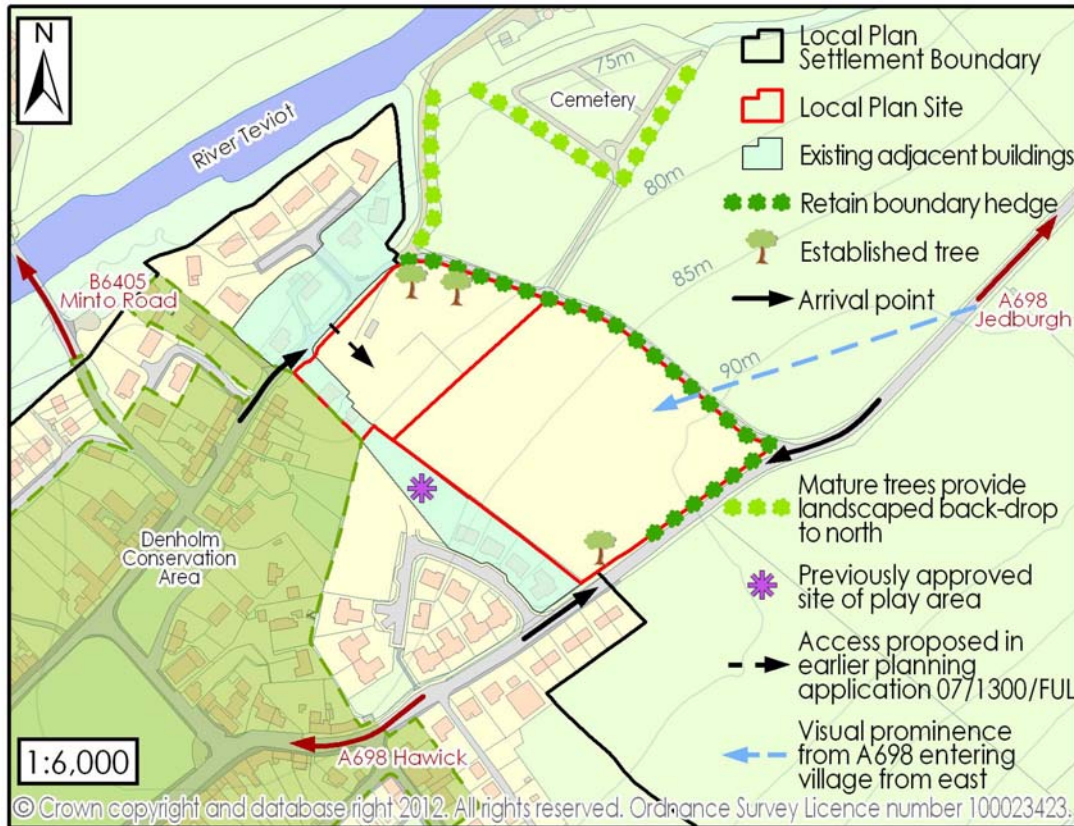 N
River Teviot
75m
Cemetery
80m
85m
90m
B6405
Minto Road
A698
Jedburgh
Denholm
Conservation
Area
A698 Hawick
1:6,000
Local Plan
Settlement Boundary
Local Plan Site
Existing adjacent buildings
Retain boundary hedge
Established tree
Arrival point
Mature trees provide
landscaped back-drop
to north
Previously approved
site of play area
Access proposed in
earlier planning
application 07/1300/FUL
Visual prominence
from A698 entering
village from east
© Crown copyright and database right 2012. All rights reserved. Ordnance Survey Licence number 100023423.